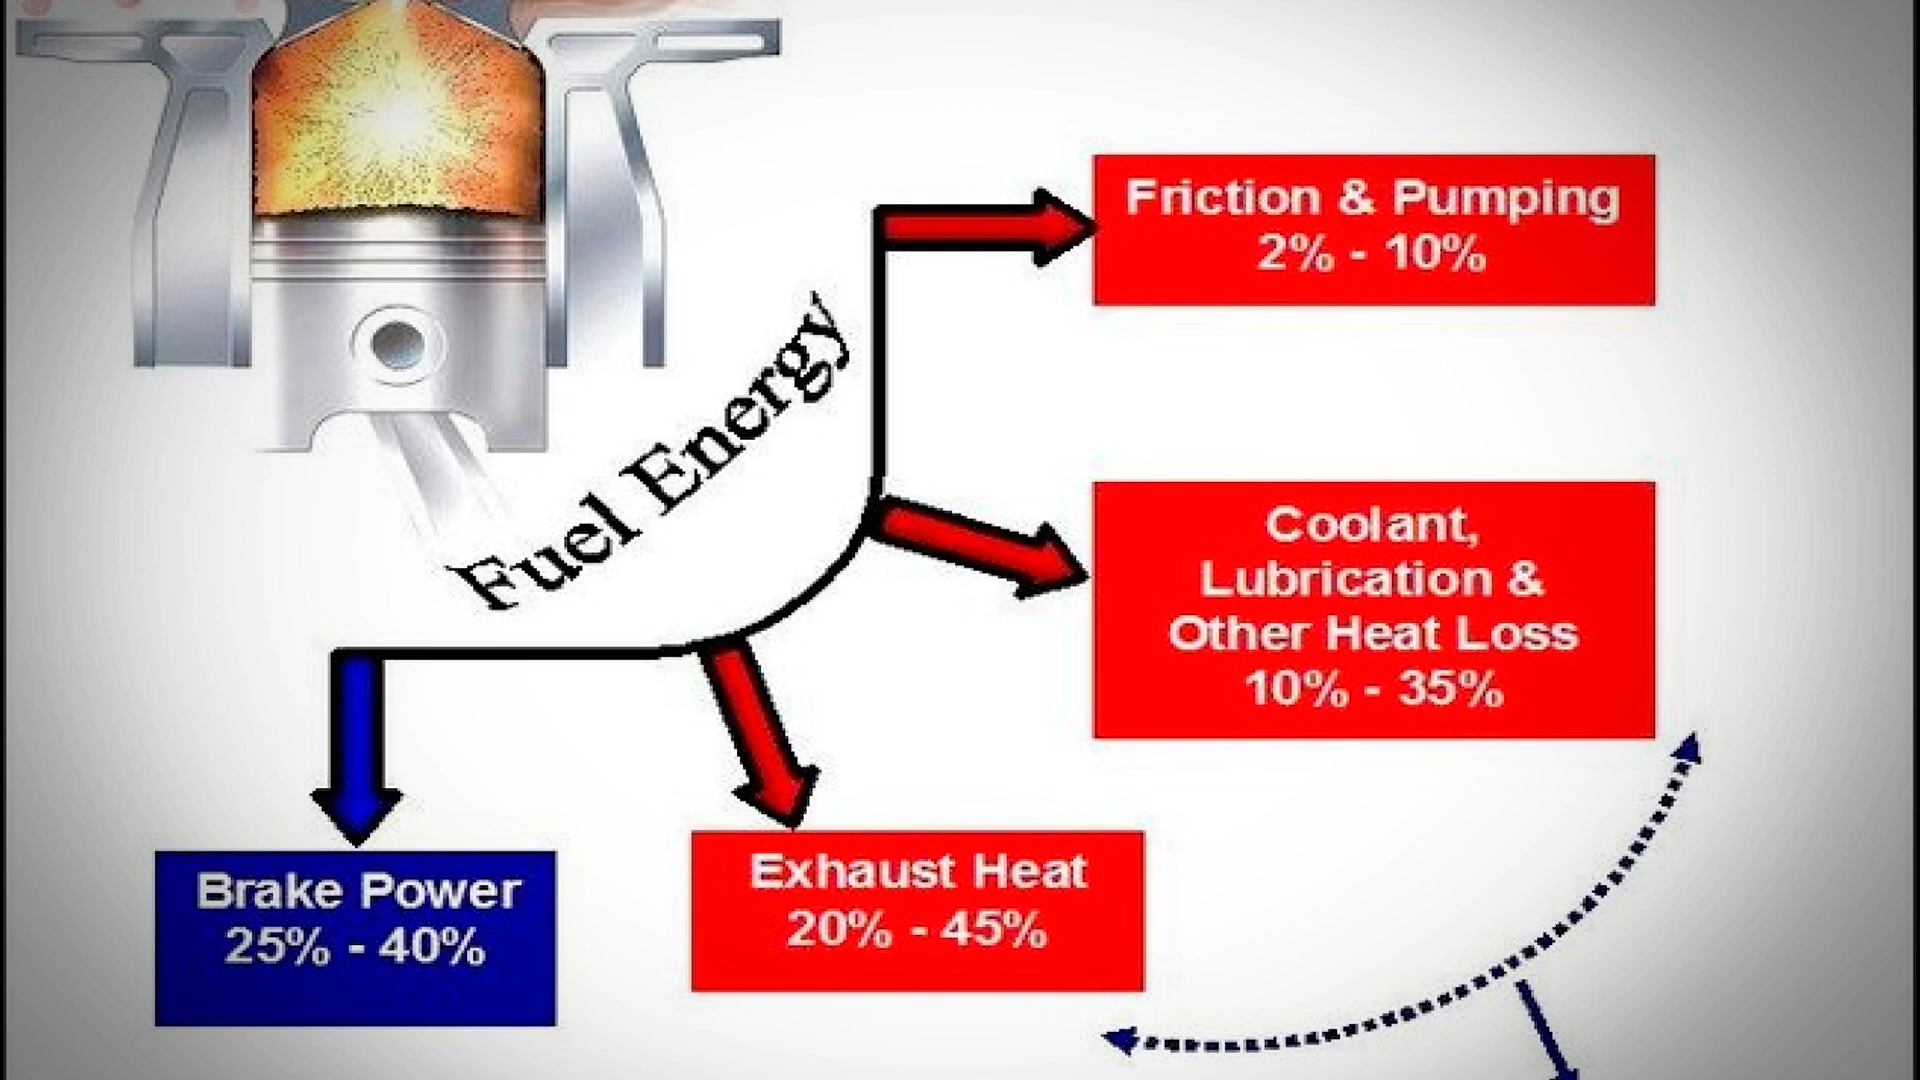 Friction & Pumping
2% - 10%
Fuel Energy
Coolant,
Lubrication &
Other Heat Loss
10% - 35%
Brake Power
25% - 40%
Exhaust Heat
20% - 45%